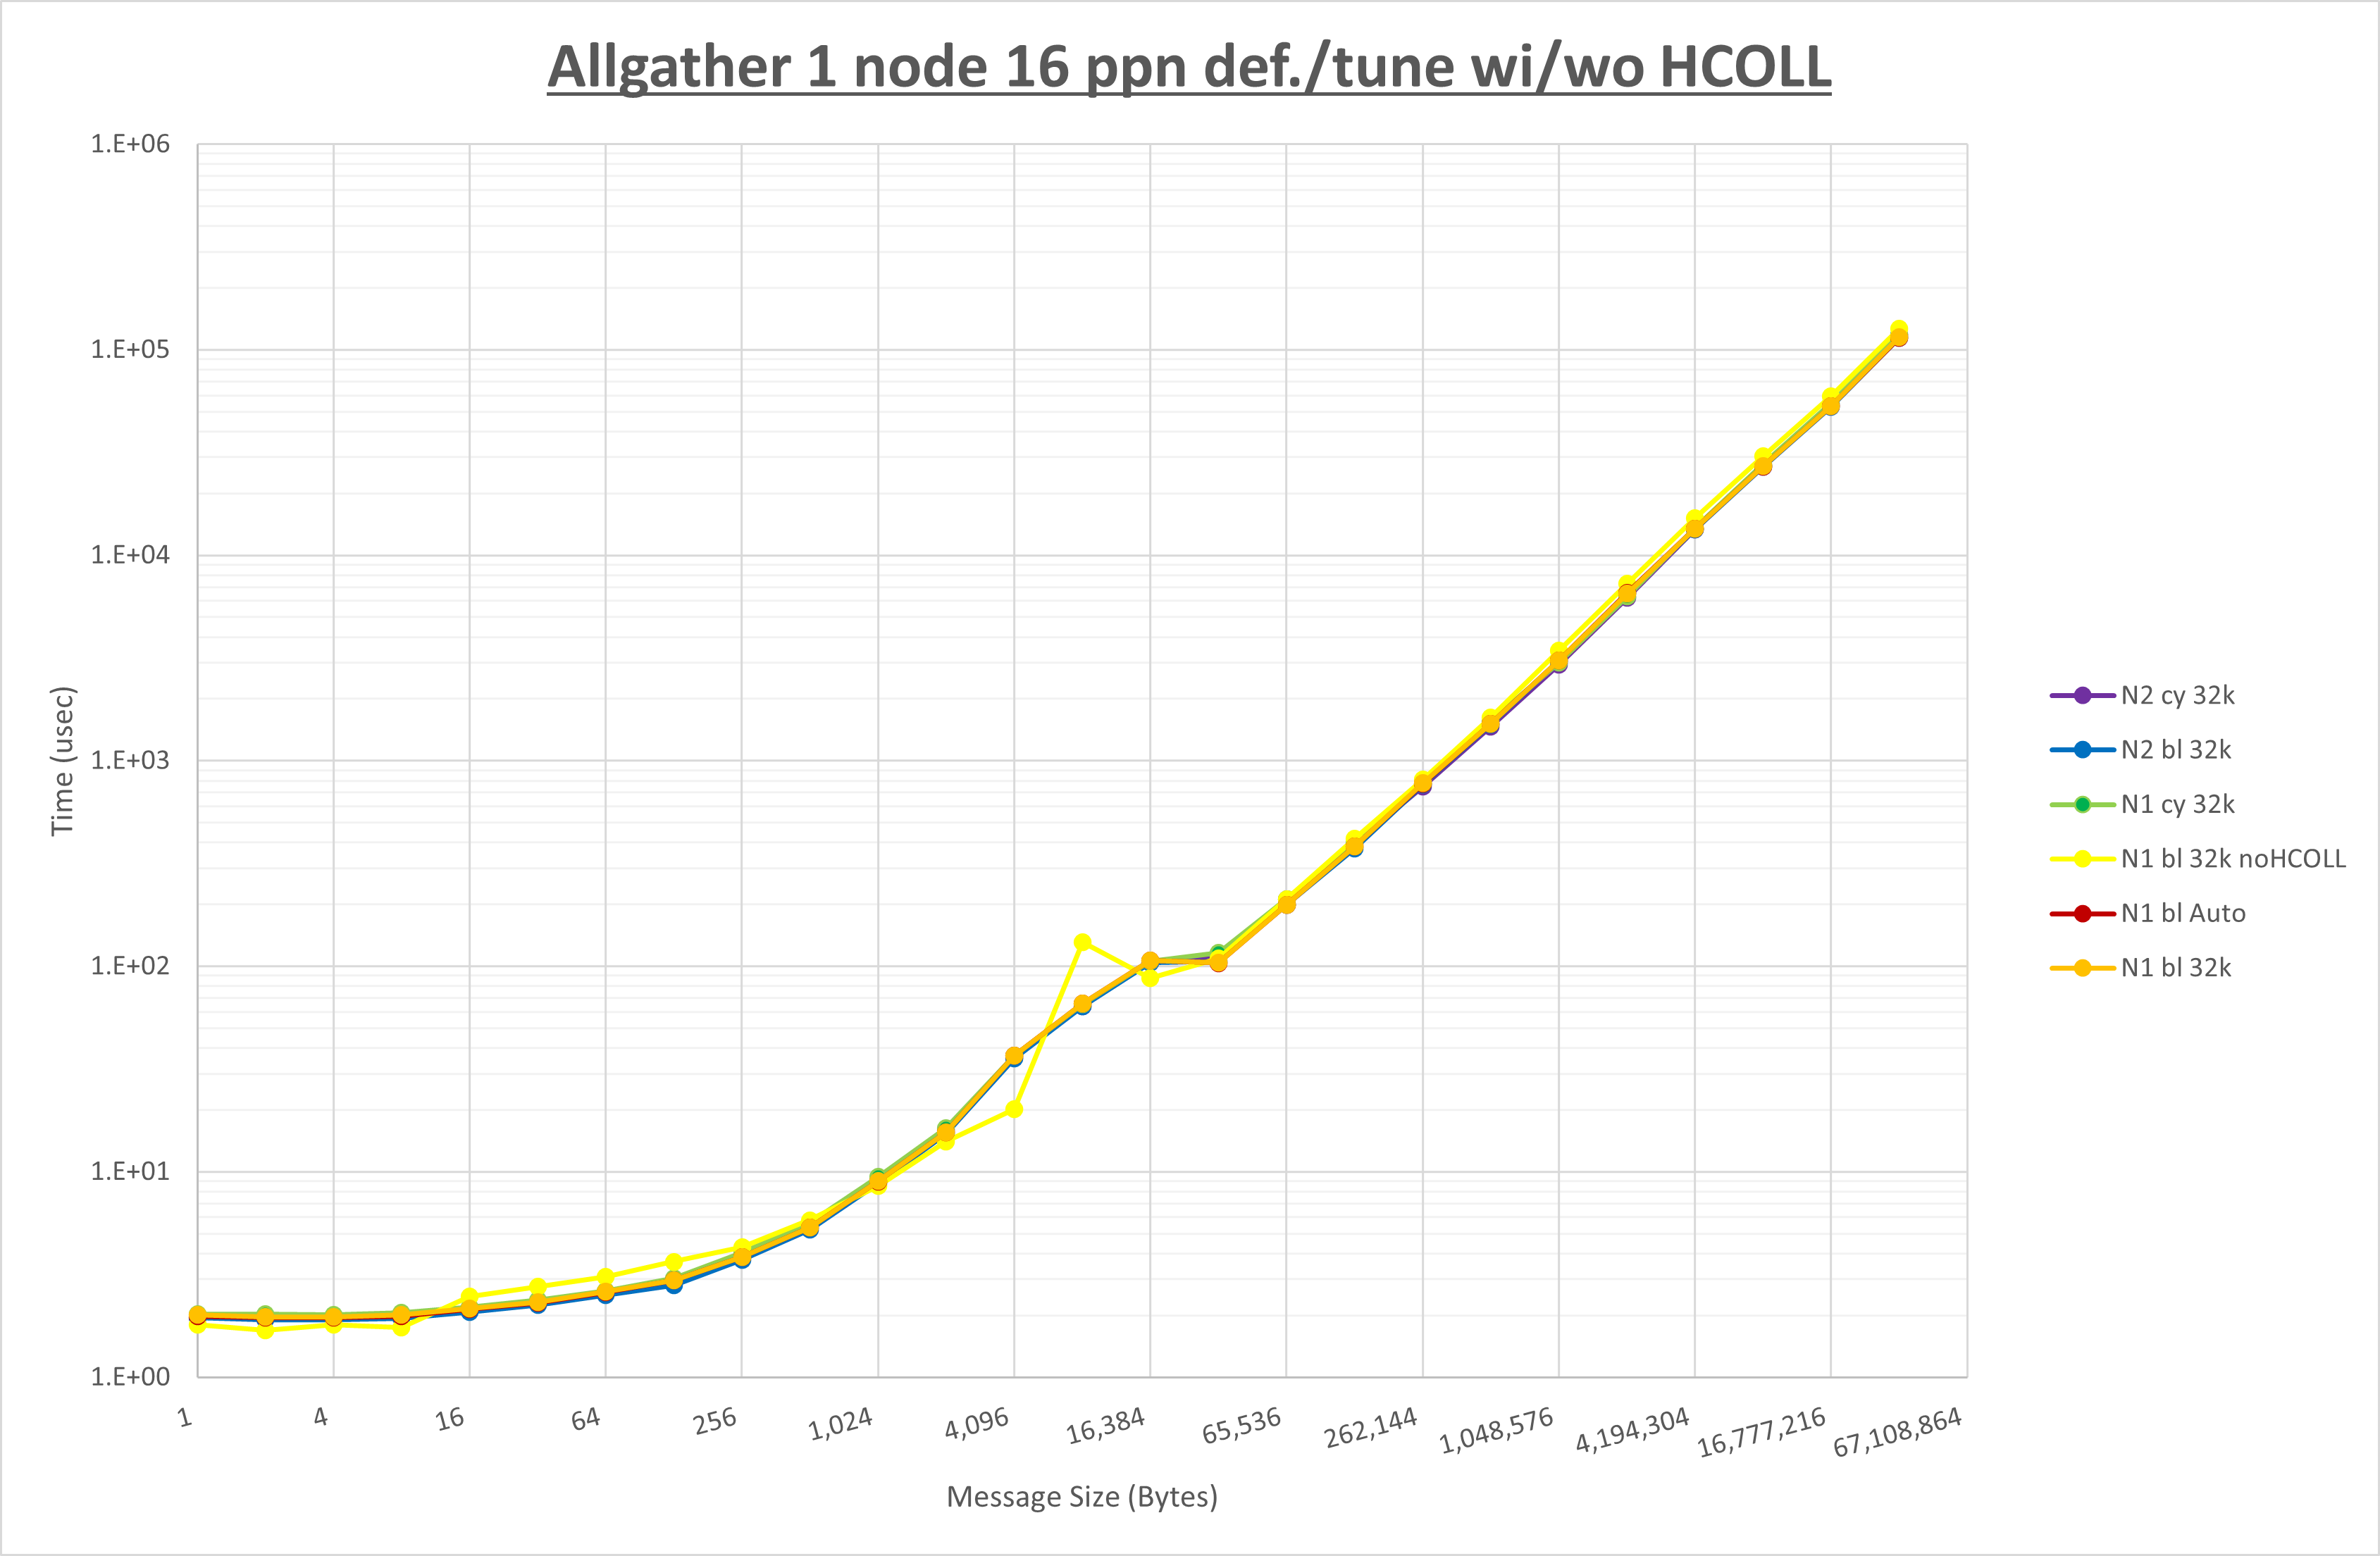 Allgather 1 node 16 ppn def./tune wi/wo HCOLL
1.E+06
1.E+05
1.E+04
1.E+03
1.E+02
1.E+01
1.E+00
Time (usec)
1
4
16
64
256
1,024
4,096
16,384
65,536
262,144
1,048,576
4,194,304
16,777,216
67,108,864
Message Size (Bytes)
N2 cy 32k
N2 bl 32k
N1 cy 32k
N1 bl 32k noHCOLL
N1 bl Auto
N1 bl 32k